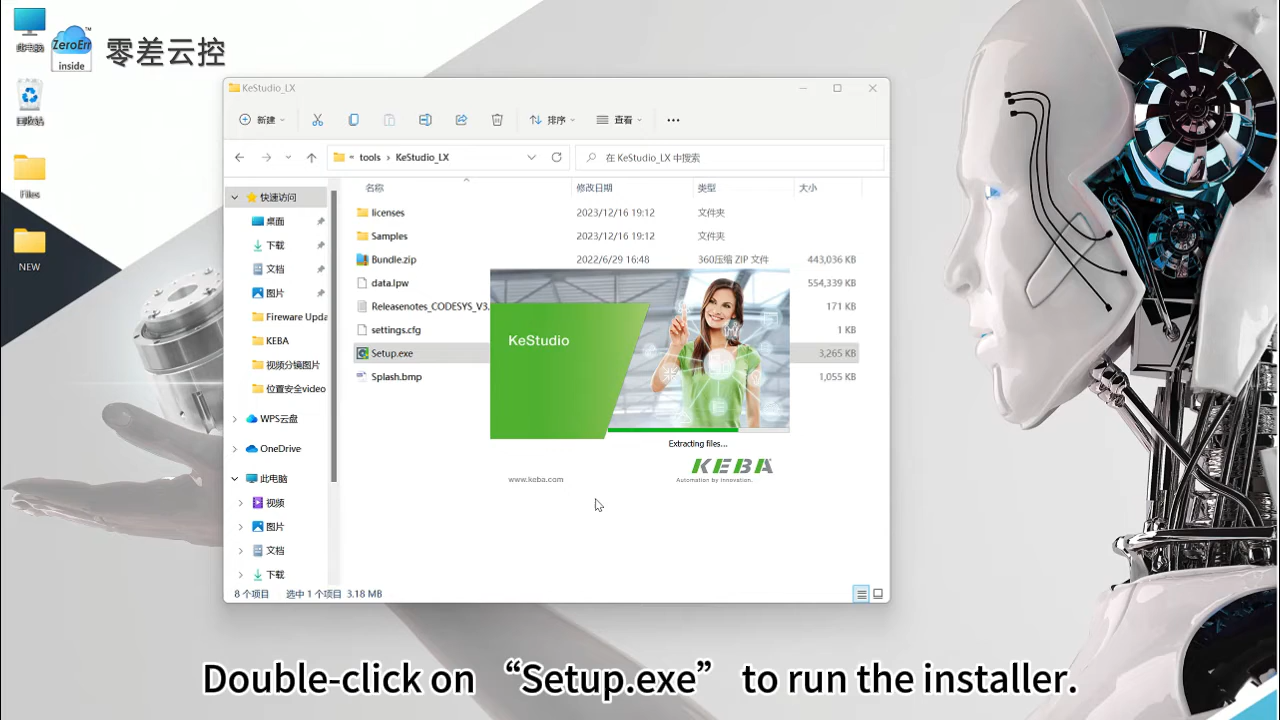 此电脑
ZeroErr™
inside
零差云控
回收站
Files
NEW
KeStudio_LX
新建
排序
查看
tools
KeStudio_LX
在 KeStudio_LX 中搜索
名称 修改日期 类型 大小
licenses 2023/12/16 19:12 文件夹
Samples 2023/12/16 19:12 文件夹
Bundle.zip 2022/6/29 16:48 360压缩 ZIP 文件 443,036 KB
data.lpw 554,339 KB
Releasenotes_CODESYS_V3. 171 KB
settings.cfg 1 KB
Setup.exe 3,265 KB
Splash.bmp 1,055 KB
快速访问
桌面
下载
文档
图片
Fireware Upda
KEBA
视频分镜图片
位置安全video
WPS云盘
OneDrive
此电脑
视频
图片
文档
下载
KeStudio
Extracting files...
KEBA
www.keba.com
Automation by innovation.
8 个项目 选中 1 个项目 3.18 MB
Double-click on “Setup.exe” to run the installer.